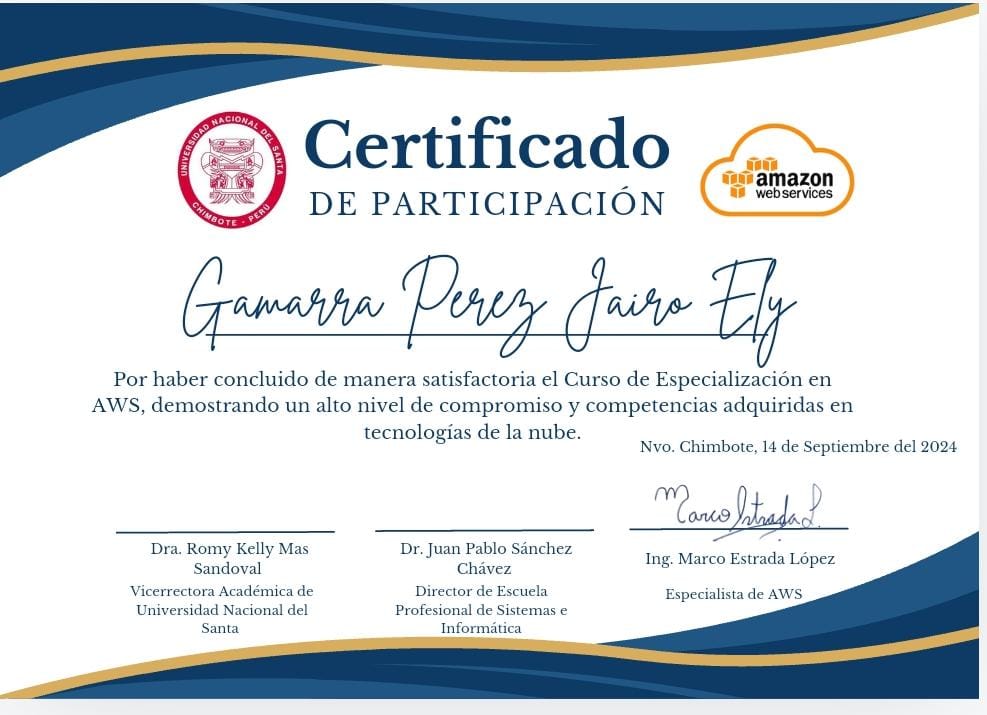 UNIVERSIDAD NACIONAL DEL SANTA
CHIMBOTE - PERU
Certificado
DE PARTICIPACIÓN
amazon
web services
Gamarra Perez Jairo Ely
Por haber concluido de manera satisfactoria el Curso de Especialización en
AWS, demostrando un alto nivel de compromiso y competencias adquiridas en
tecnologías de la nube.
Nvo. Chimbote, 14 de Septiembre del 2024
Marco Estrada L.
Dra. Romy Kelly Mas
Sandoval
Vicerrectora Académica de
Universidad Nacional del
Santa
Dr. Juan Pablo Sánchez
Chávez
Director de Escuela
Profesional de Sistemas e
Informática
Ing. Marco Estrada López
Especialista de AWS